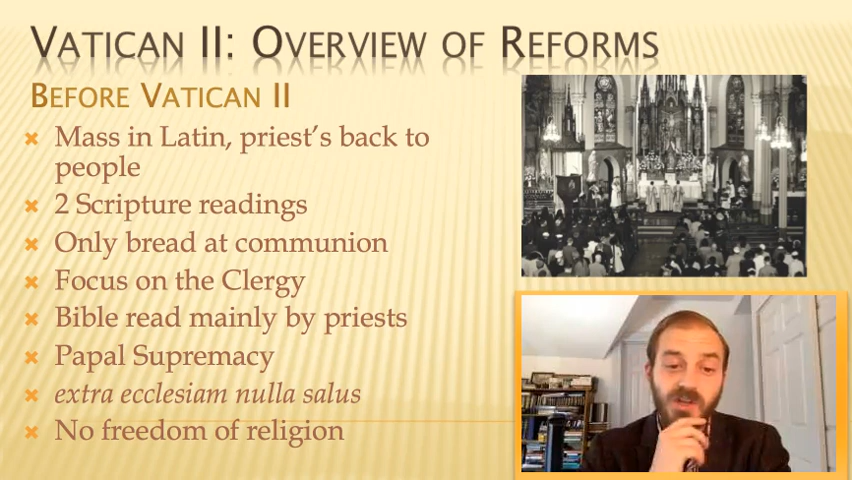 Vatican II: Overview of Reforms
Before Vatican II
Mass in Latin, priest's back to
people
2 Scripture readings
Only bread at communion
Focus on the Clergy
Bible read mainly by priests
Papal Supremacy
extra ecclesiam nulla salus
No freedom of religion